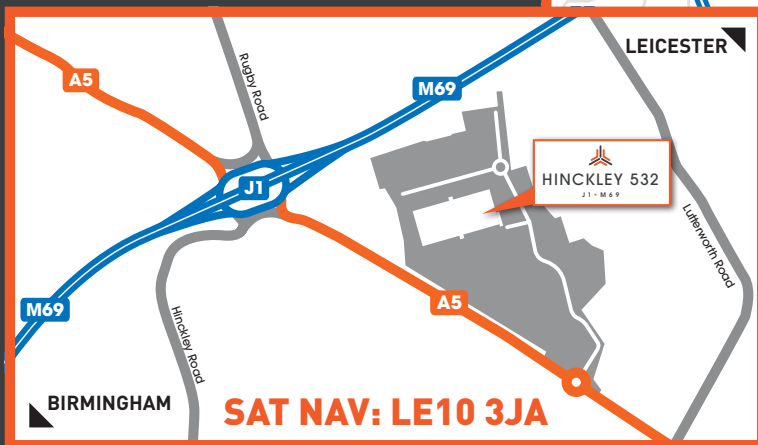 LEICESTER
Rugby Road
A5
M69
J1
HINCKLEY 532
J1•M69
Lutterworth Road
M69
A5
Hinckley Road
BIRMINGHAM
SAT NAV: LE10 3JA